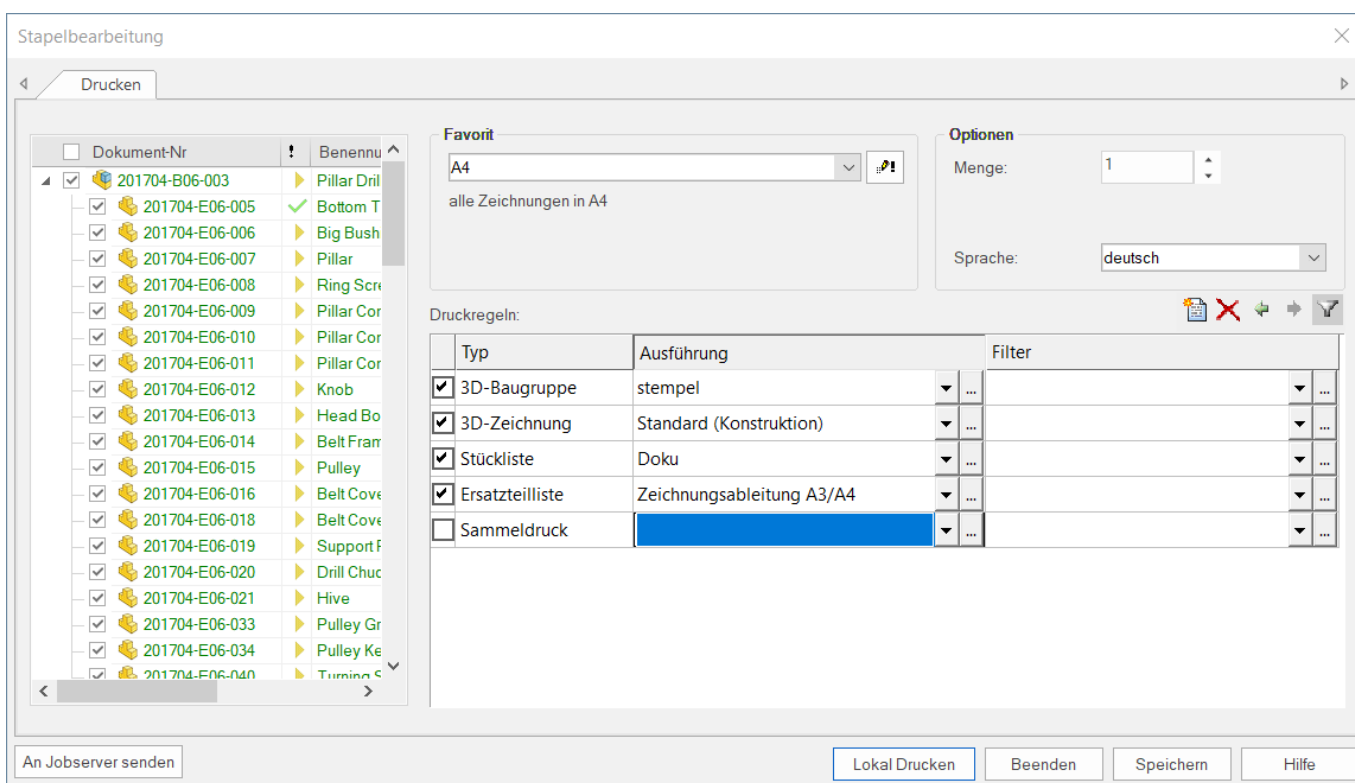 Stapelbearbeitung
Drucken
Dokument-Nr ! Benennu
201704-B06-003 Pillar Dril
201704-E06-005 Bottom T
201704-E06-006 Big Bush
201704-E06-007 Pillar
201704-E06-008 Ring Scre
201704-E06-009 Pillar Cor
201704-E06-010 Pillar Cor
201704-E06-011 Pillar Cor
201704-E06-012 Knob
201704-E06-013 Head Bo
201704-E06-014 Belt Fram
201704-E06-015 Pulley
201704-E06-016 Belt Cove
201704-E06-018 Belt Cove
201704-E06-019 Support F
201704-E06-020 Drill Chuc
201704-E06-021 Hive
201704-E06-033 Pulley Gr
201704-E06-034 Pulley Ke
201704-E06-040 Turning S
Favorit
A4
alle Zeichnungen in A4
Optionen
Menge: 1
Sprache: deutsch
Druckregeln:
Typ Ausführung Filter
3D-Baugruppe stempel ...  ...
3D-Zeichnung Standard (Konstruktion) ... ...
Stückliste Doku ... ...
Ersatzteilliste Zeichnungsableitung A3/A4 ... ...
Sammeldruck ... ...
An Jobserver senden
Lokal Drucken
Beenden
Speichern
Hilfe